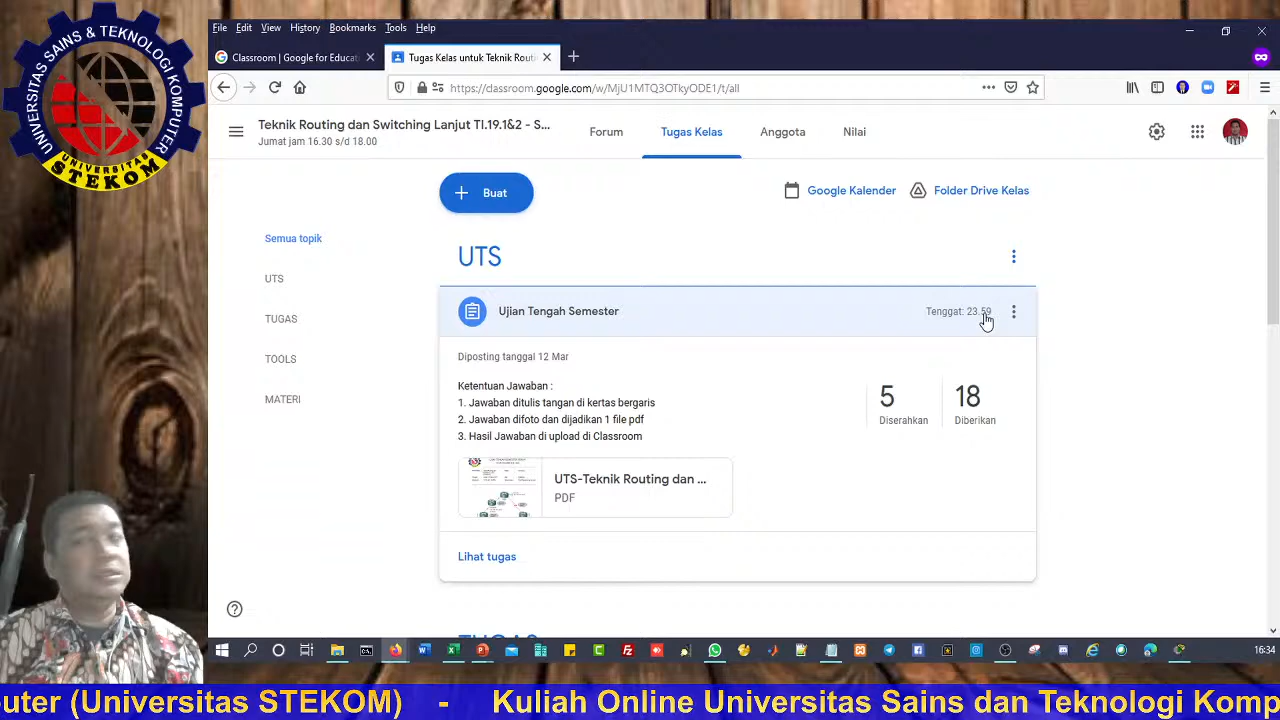 UNIVERSITAS SAINS & TEKNOLOGI KOMPUTER
STEKOM
File Edit View History Bookmarks Tools Help
Classroom | Google for Educat
Tugas Kelas untuk Teknik Routi
https://classroom.google.com/w/MjU1MTQ3OTkyODE1/t/all
Teknik Routing dan Switching Lanjut TI.19.1&2 - S...
Jumat jam 16.30 s/d 18.00
Forum Tugas Kelas Anggota Nilai
Buat
Google Kalender
Folder Drive Kelas
Semua topik
UTS
TUGAS
TOOLS
MATERI
UTS
Ujian Tengah Semester
Tenggat: 23.59
Diposting tanggal 12 Mar
Ketentuan Jawaban :
1. Jawaban ditulis tangan di kertas bergaris
2. Jawaban difoto dan dijadikan 1 file pdf
3. Hasil Jawaban di upload di Classroom
5
Diserahkan
18
Diberikan
UTS-Teknik Routing dan ...
PDF
Lihat tugas
TUGAS
16:34
uter (Universitas STEKOM) - Kuliah Online Universitas Sains dan Teknologi Komp